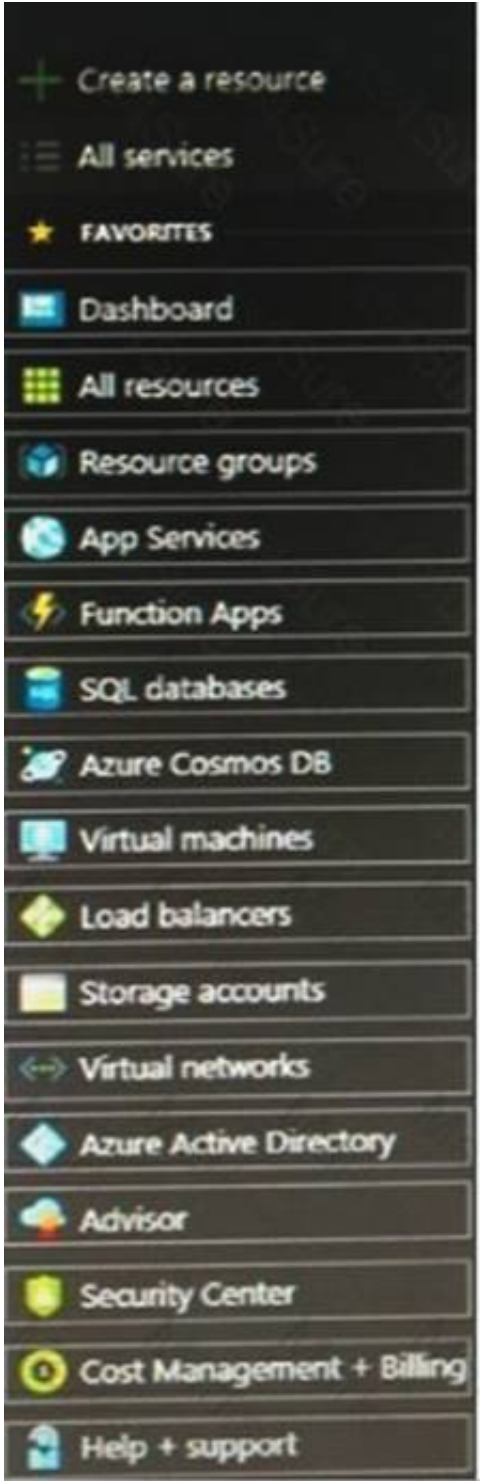 Create a resource
All services
FAVORITES
Dashboard
All resources
Resource groups
App Services
Function Apps
SQL databases
Azure Cosmos DB
Virtual machines
Load balancers
Storage accounts
Virtual networks
Azure Active Directory
Advisor
Security Center
Cost Management + Billing
Help + support